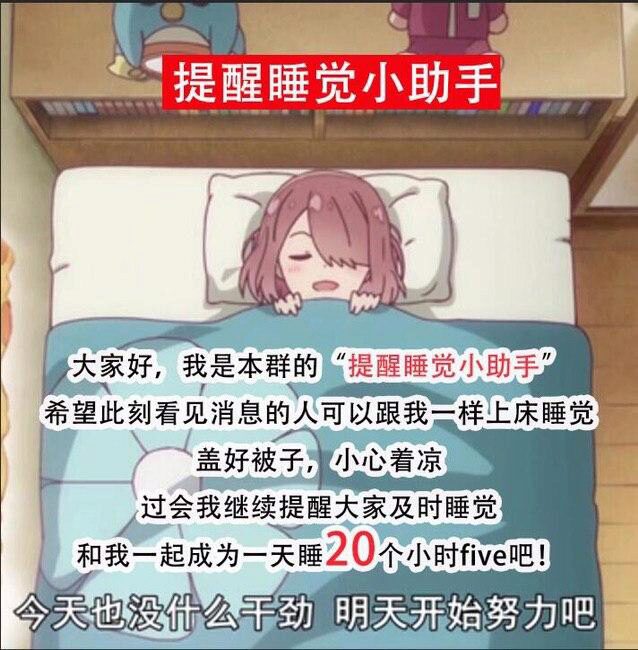 提醒睡觉小助手
大家好，我是本群的“提醒睡觉小助手”
希望此刻看见消息的人可以跟我一样上床睡觉
盖好被子，小心着凉
过会我继续提醒大家及时睡觉
和我一起成为一天睡20个小时five吧！
今天也没什么干劲 明天开始努力吧